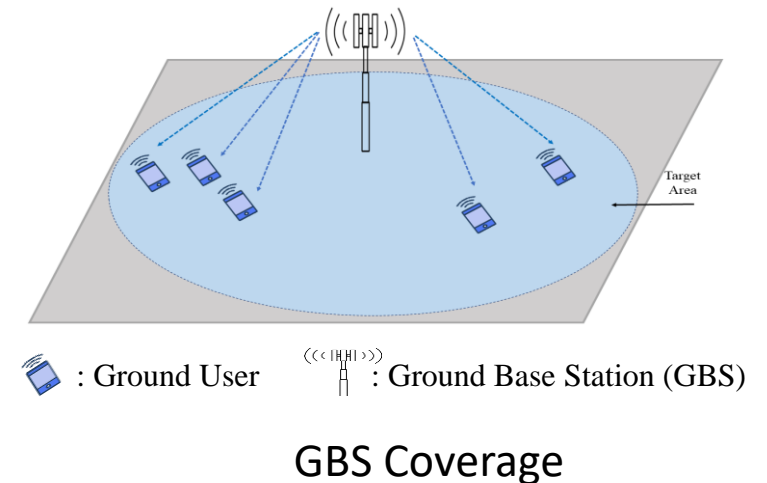 Target
Area
: Ground User
: Ground Base Station (GBS)
GBS Coverage